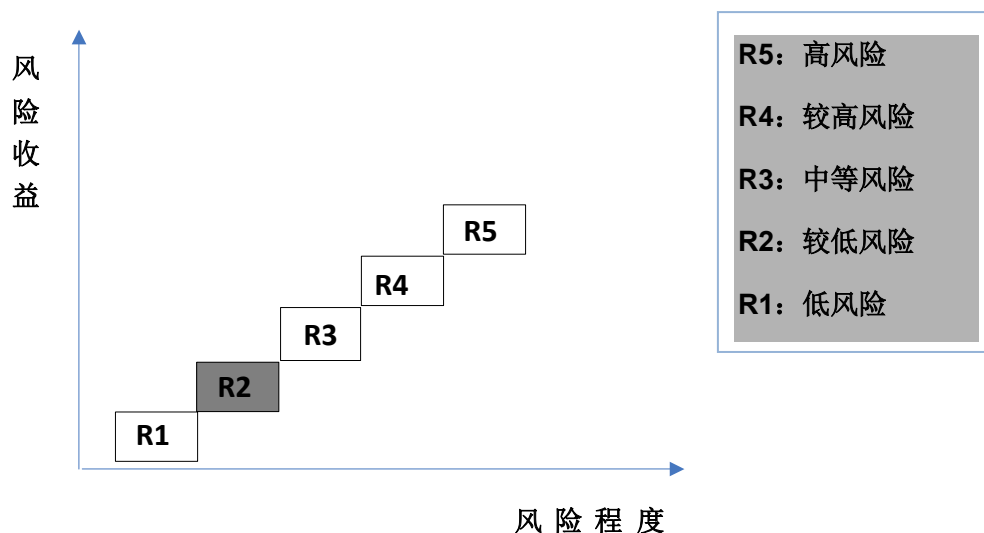 风
险
收
益
R5
R4
R3
R2
R1
风 险 程 度
R5：高风险
R4：较高风险
R3：中等风险
R2：较低风险
R1：低风险